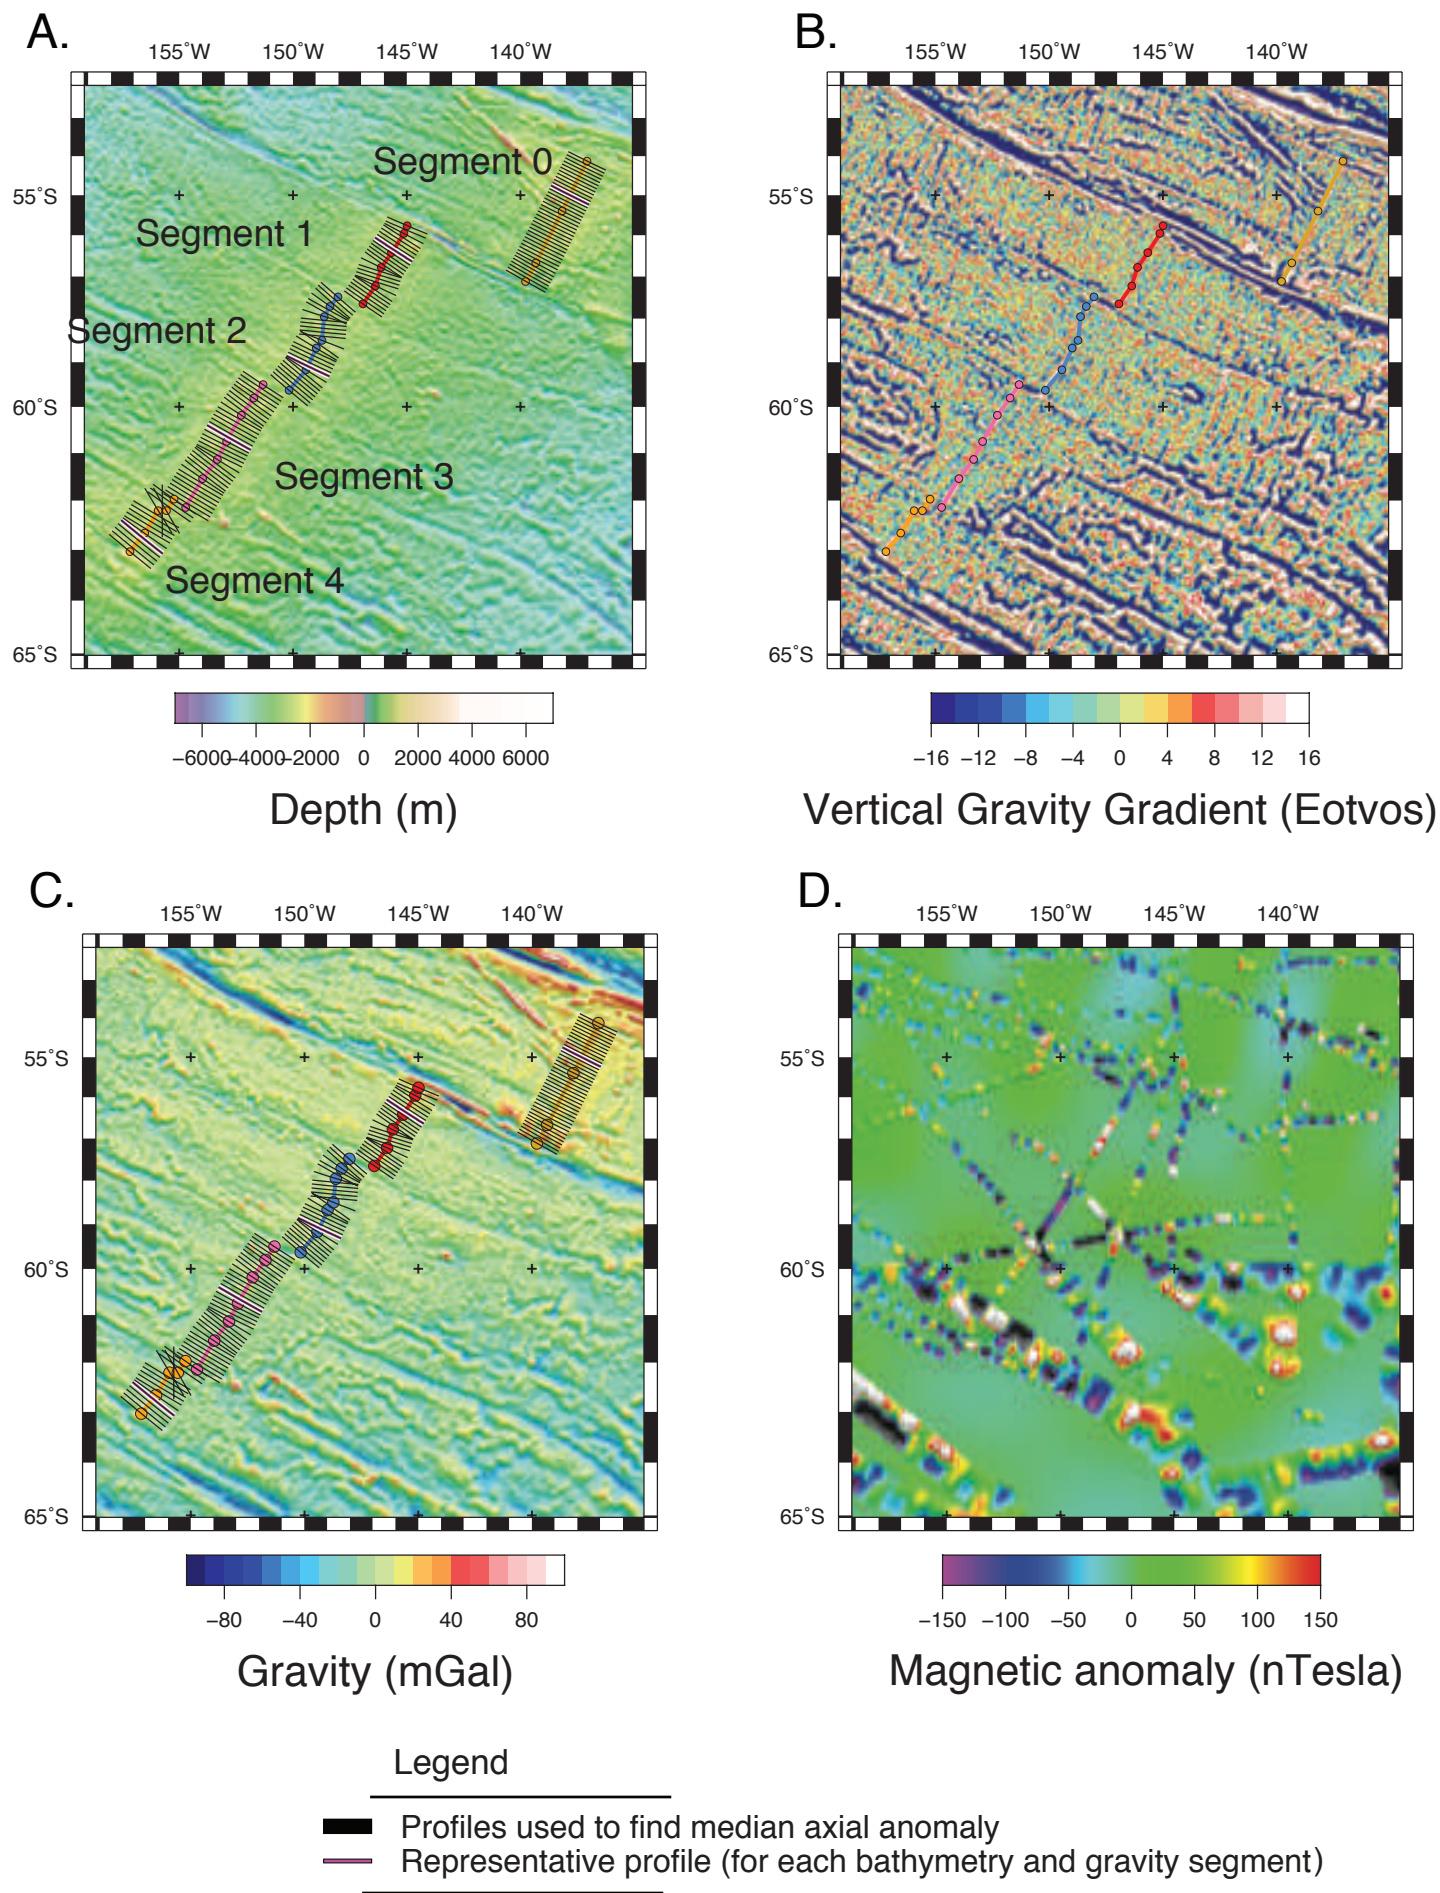 A.
155˚W 150˚W 145˚W 140˚W
Segment 0
55˚S
Segment 1
Segment 2
60˚S
Segment 3
Segment 4
65˚S
−6000 −4000 −2000 0 2000 4000 6000
Depth (m)
B.
155˚W 150˚W 145˚W 140˚W
55˚S
60˚S
65˚S
−16 −12 −8 −4 0 4 8 12 16
Vertical Gravity Gradient (Eotvos)
C.
155˚W 150˚W 145˚W 140˚W
55˚S
60˚S
65˚S
−80 −40 0 40 80
Gravity (mGal)
D.
155˚W 150˚W 145˚W 140˚W
55˚S
60˚S
65˚S
−150 −100 −50 0 50 100 150
Magnetic anomaly (nTesla)
Legend
Profiles used to find median axial anomaly
Representative profile (for each bathymetry and gravity segment)